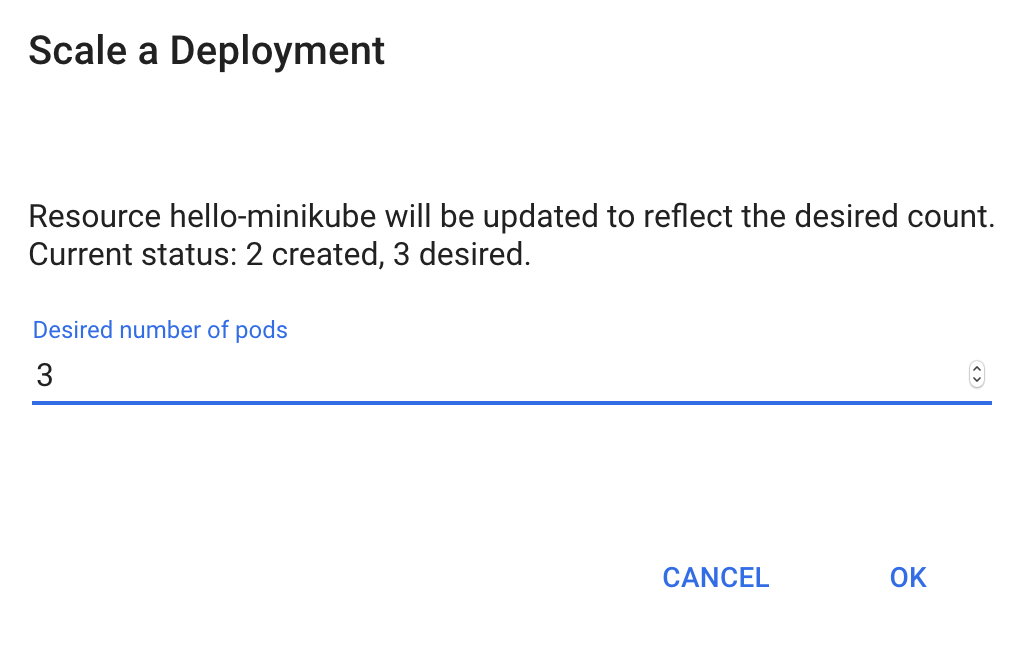 Scale a Deployment
Resource hello-minikube will be updated to reflect the desired count.
Current status: 2 created, 3 desired.
Desired number of pods
3
CANCEL OK